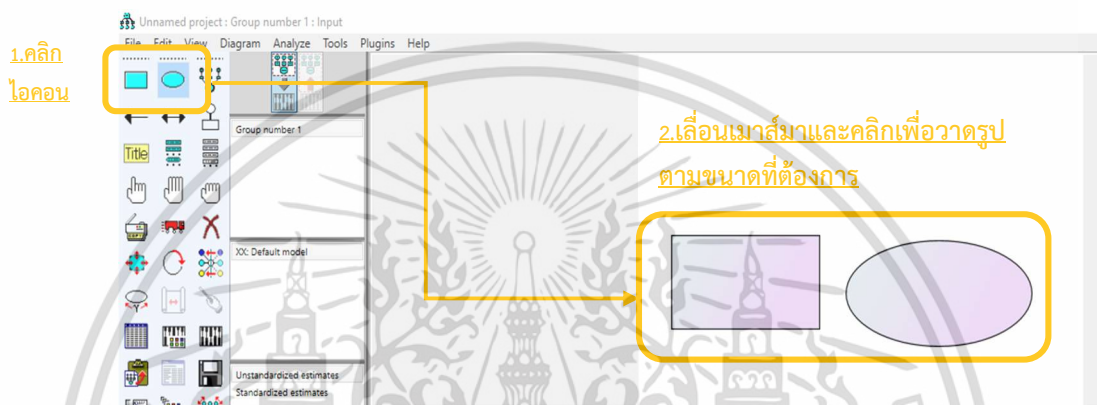 Unnamed project : Group number 1 : Input
File Edit View Diagram Analyze Tools Plugins Help
1.คลิก
ไอคอน
Title
Group number 1
XX: Default model
Unstandardized estimates
Standardized estimates
2.เลื่อนเมาส์มาและคลิกเพื่อวาดรูป
ตามขนาดที่ต้องการ